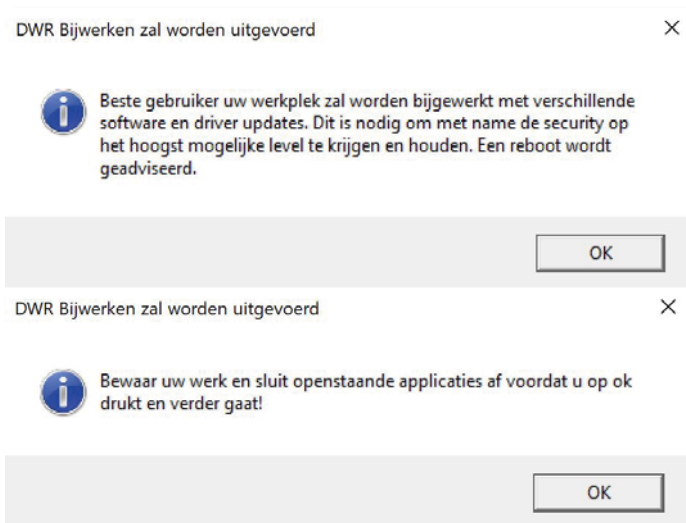 DWR Bijwerken zal worden uitgevoerd
Beste gebruiker uw werkplek zal worden bijgewerkt met verschillende
software en driver updates. Dit is nodig om met name de security op
het hoogst mogelijke level te krijgen en houden. Een reboot wordt
geadviseerd.
OK
DWR Bijwerken zal worden uitgevoerd
Bewaar uw werk en sluit openstaande applicaties af voordat u op ok
drukt en verder gaat!
OK